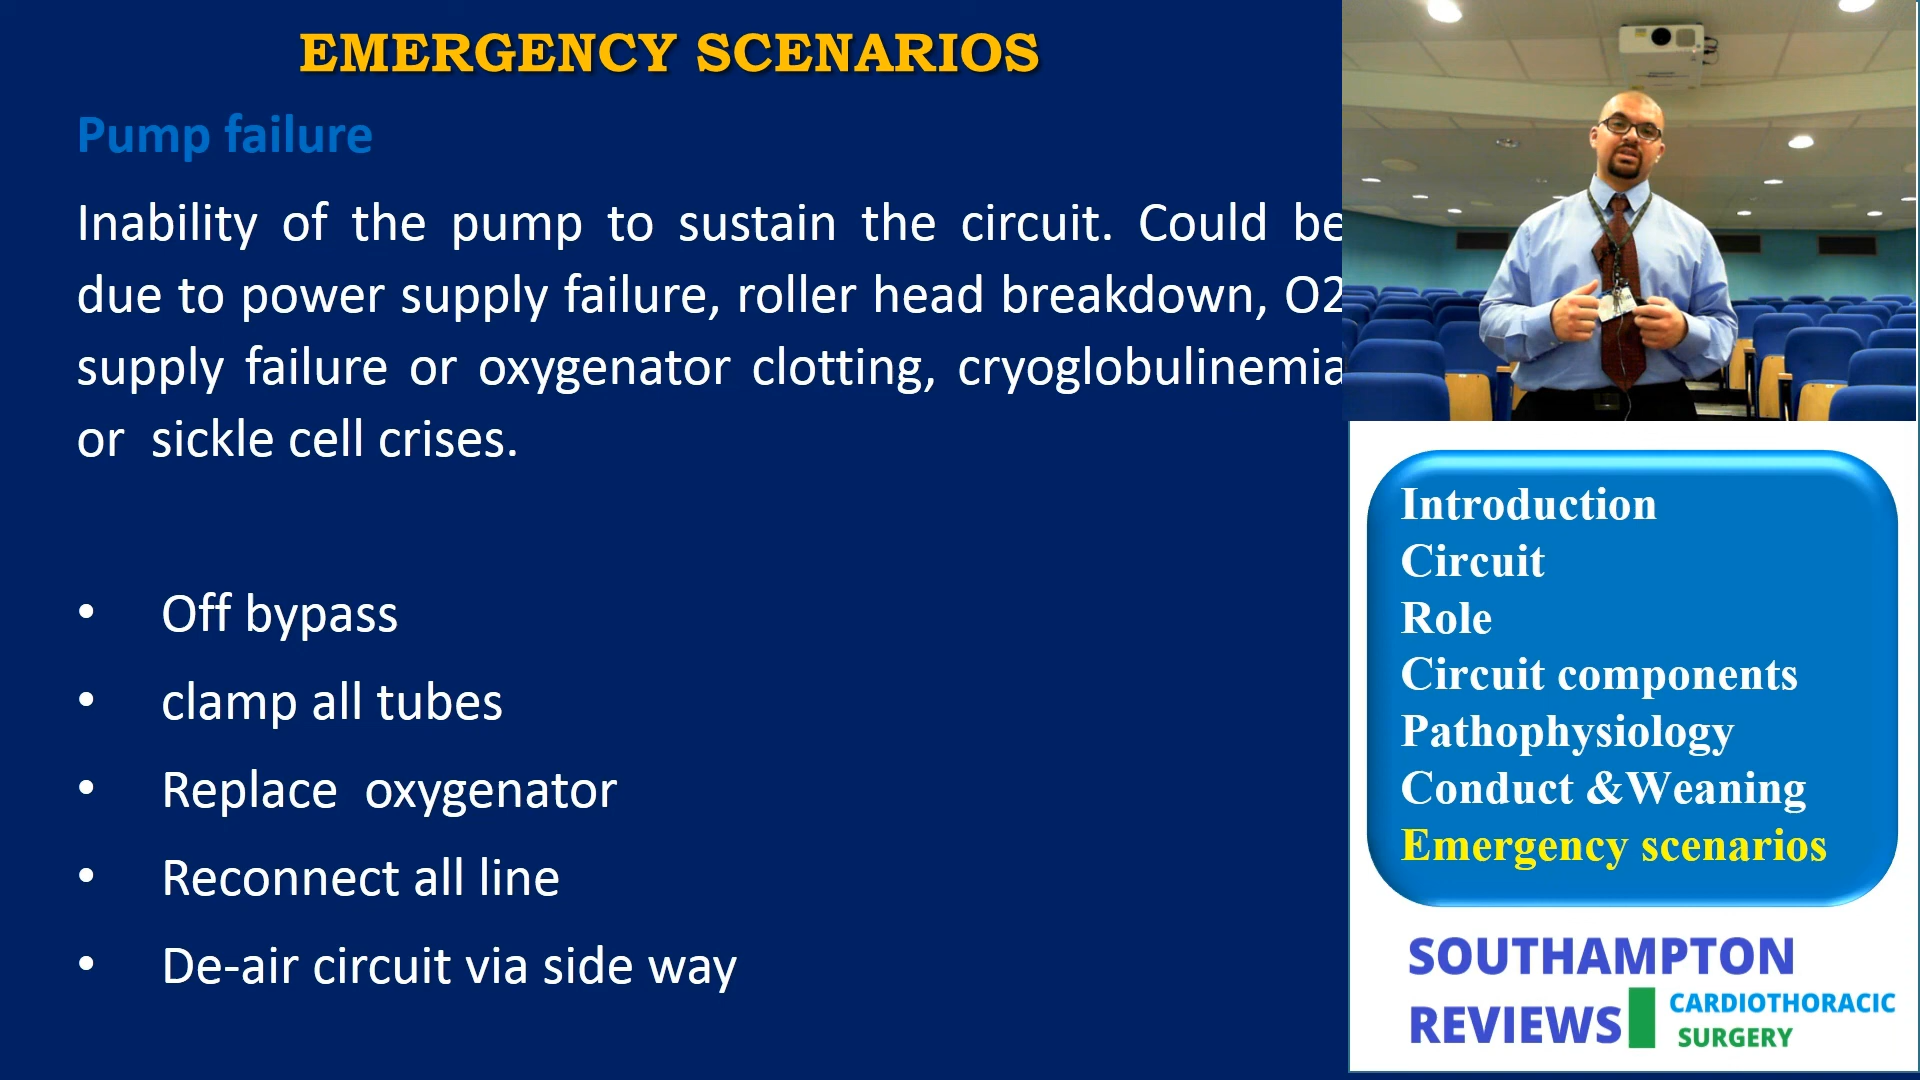 EMERGENCY SCENARIOS
Pump failure
Inability of the pump to sustain the circuit. Could be
due to power supply failure, roller head breakdown, O2
supply failure or oxygenator clotting, cryoglobulinemia
or sickle cell crises.
• Off bypass
• clamp all tubes
• Replace oxygenator
• Reconnect all line
• De-air circuit via side way
Introduction
Circuit
Role
Circuit components
Pathophysiology
Conduct &Weaning
Emergency scenarios
SOUTHAMPTON
REVIEWS
CARDIOTHORACIC
SURGERY